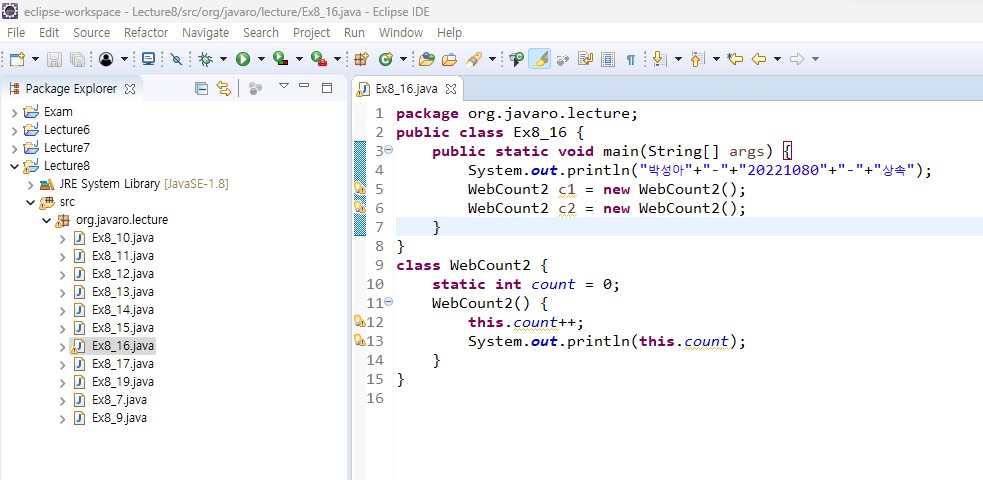 eclipse-workspace - Lecture8/src/org/javaro/lecture/Ex8_16.java - Eclipse IDE
File Edit Source Refactor Navigate Search Project Run Window Help
Package Explorer
Exam
Lecture6
Lecture7
Lecture8
JRE System Library [JavaSE-1.8]
src
org.javaro.lecture
Ex8_10.java
Ex8_11.java
Ex8_12.java
Ex8_13.java
Ex8_14.java
Ex8_15.java
Ex8_16.java
Ex8_17.java
Ex8_19.java
Ex8_7.java
Ex8_9.java
Ex8_16.java
1 package org.javaro.lecture;
2 public class Ex8_16 {
3 public static void main(String[] args) {
4 System.out.println("박성아"+"-"+"20221080"+"-"+"상속");
5 WebCount2 c1 = new WebCount2();
6 WebCount2 c2 = new WebCount2();
7 }
8 }
9 class WebCount2 {
10 static int count = 0;
11 WebCount2() {
12 this.count++;
13 System.out.println(this.count);
14 }
15 }
16